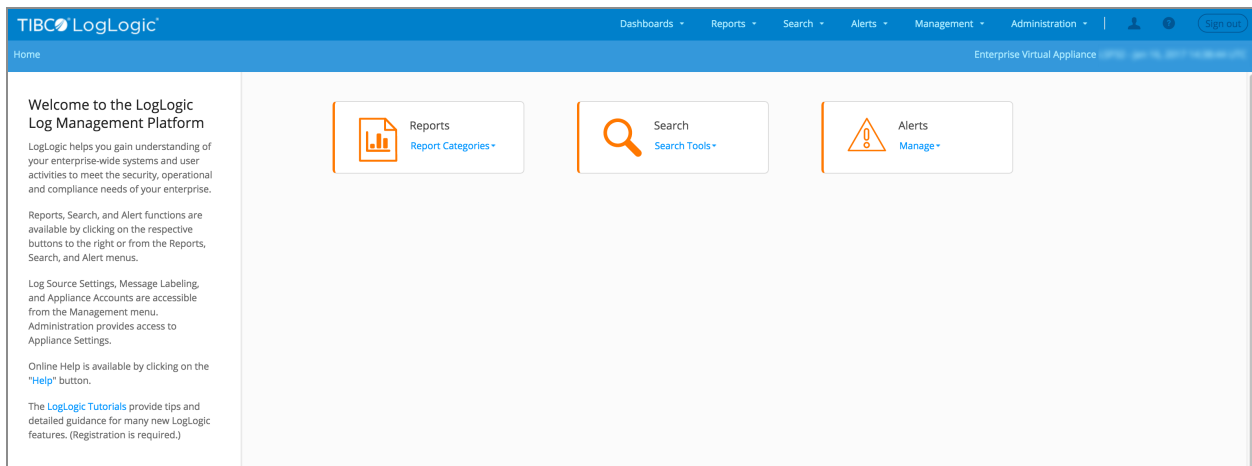 TIBCO LogLogic
Dashboards Reports Search Alerts Management Administration Sign out
Home
Enterprise Virtual Appliance
Welcome to the LogLogic
Log Management Platform
LogLogic helps you gain understanding of
your enterprise-wide systems and user
activities to meet the security, operational
and compliance needs of your enterprise.
Reports, Search, and Alert functions are
available by clicking on the respective
buttons to the right or from the Reports,
Search, and Alert menus.
Log Source Settings, Message Labeling,
and Appliance Accounts are accessible
from the Management menu.
Administration provides access to
Appliance Settings.
Online Help is available by clicking on the
"Help" button.
The LogLogic Tutorials provide tips and
detailed guidance for many new LogLogic
features. (Registration is required.)
Reports
Report Categories
Search
Search Tools
Alerts
Manage